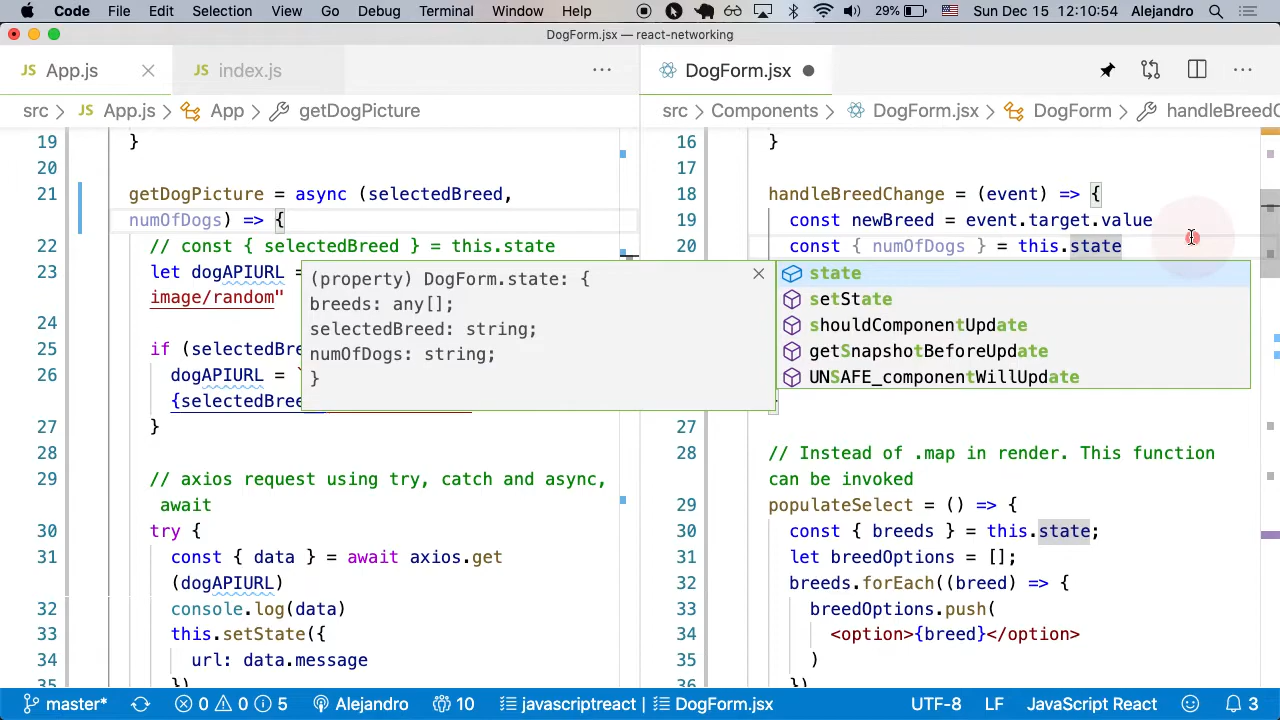 Code File Edit Selection View Go Debug Terminal Window Help 29% Sun Dec 15 12:10:54 Alejandro
DogForm.jsx — react-networking
JS App.js
JS index.js
DogForm.jsx
src > JS App.js > App > getDogPicture
src > Components > DogForm.jsx > DogForm > handleBreedC
19 }
20
21 getDogPicture = async (selectedBreed,
numOfDogs) => {
22 // const { selectedBreed } = this.state
23 let dogAPIURL =
image/random"
24
25 if (selectedBre
26 dogAPIURL = `
{selectedBree
27 }
28
29 // axios request using try, catch and async,
await
30 try {
31 const { data } = await axios.get
(dogAPIURL)
32 console.log(data)
33 this.setState({
34 url: data.message
35 })
(property) DogForm.state: {
breeds: any[];
selectedBreed: string;
numOfDogs: string;
}
16 }
17
18 handleBreedChange = (event) => {
19 const newBreed = event.target.value
20 const { numOfDogs } = this.state
state
setState
shouldComponentUpdate
getSnapshotBeforeUpdate
UNSAFE_componentWillUpdate
27
28 // Instead of .map in render. This function
can be invoked
29 populateSelect = () => {
30 const { breeds } = this.state;
31 let breedOptions = [];
32 breeds.forEach((breed) => {
33 breedOptions.push(
34 <option>{breed}</option>
35 )
36 })
master* 0 0 5 Alejandro 10 javascriptreact | DogForm.jsx UTF-8 LF JavaScript React 3